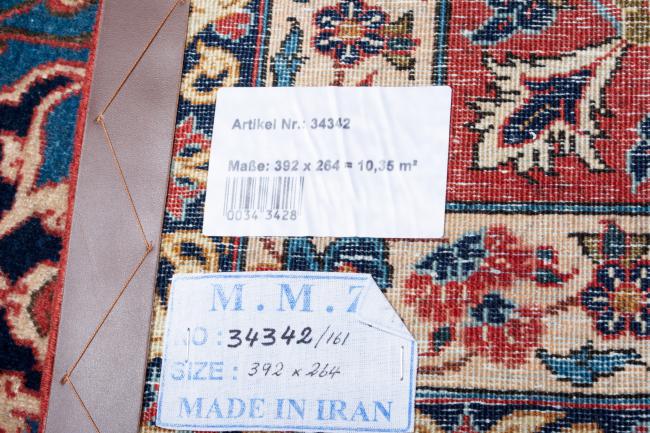 Artikel Nr.: 34342
Maße: 392 x 264 = 10,35 m²
0034 3428
M.M.7
NO: 34342/161
SIZE: 392 x 264
MADE IN IRAN